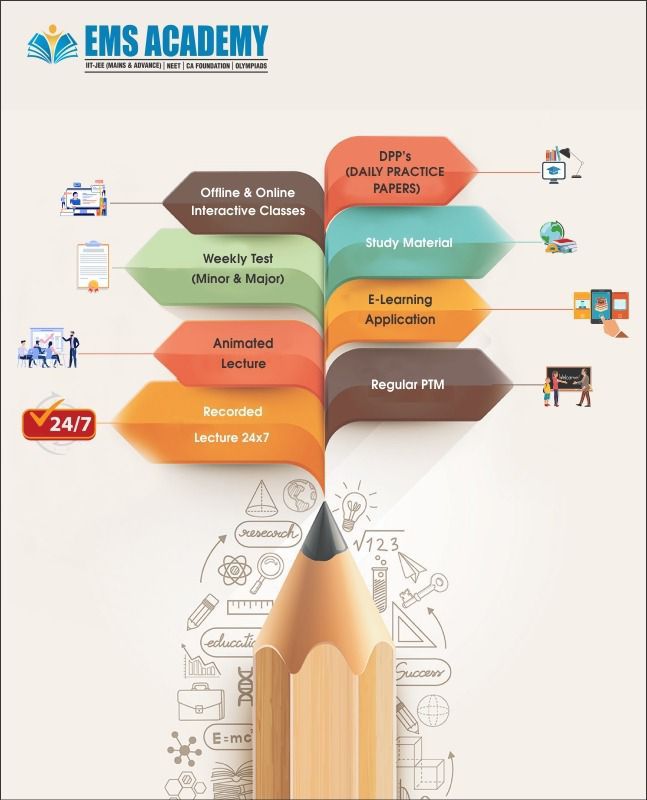 EMS ACADEMY
IIT-JEE (MAINS & ADVANCE) | NEET | CA FOUNDATION | OLYMPIADS
DPP's
(DAILY PRACTICE
PAPERS)
Offline & Online
Interactive Classes
Study Material
Weekly Test
(Minor & Major)
E-Learning
Application
Animated
Lecture
Regular PTM
Welcome
Recorded
Lecture 24x7
24/7
research
√123
educatio
Success
E=mc